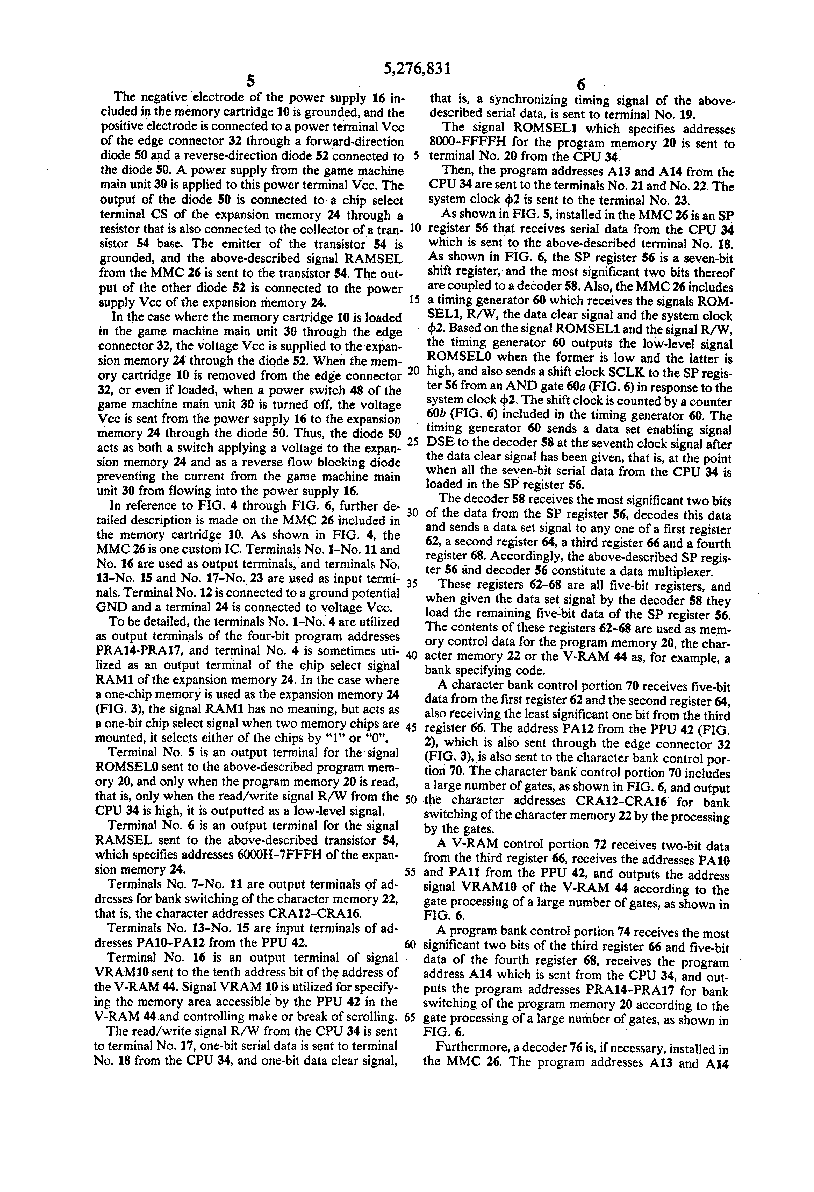 5,276,831
5
The negative electrode of the power supply 16 in-
cluded in the memory cartridge 10 is grounded, and the
positive electrode is connected to a power terminal Vcc
of the edge connector 32 through a forward-direction
diode 50 and a reverse-direction diode 52 connected to
the diode 50. A power supply from the game machine
main unit 30 is applied to this power terminal Vcc. The
output of the diode 50 is connected to a chip select
terminal CS of the expansion memory 24 through a
resistor that is also connected to the collector of a tran-
sistor 54 base. The emitter of the transistor 54 is
grounded, and the above-described signal RAMSEL
from the MMC 26 is sent to the transistor 54. The out-
put of the other diode 52 is connected to the power
supply Vcc of the expansion memory 24.
In the case where the memory cartridge 10 is loaded
in the game machine main unit 30 through the edge
connector 32, the voltage Vcc is supplied to the expan-
sion memory 24 through the diode 52. When the mem-
ory cartridge 10 is removed from the edge connector
32, or even if loaded, when a power switch 48 of the
game machine main unit 30 is turned off, the voltage
Vcc is sent from the power supply 16 to the expansion
memory 24 through the diode 50. Thus, the diode 50
acts as both a switch applying a voltage to the expan-
sion memory 24 and as a reverse flow blocking diode
preventing the current from the game machine main
unit 30 from flowing into the power supply 16.
In reference to FIG. 4 through FIG. 6, further de-
tailed description is made on the MMC 26 included in
the memory cartridge 10. As shown in FIG. 4, the
MMC 26 is one custom IC. Terminals No. 1-No. 11 and
No. 16 are used as output terminals, and terminals No.
13-No. 15 and No. 17-No. 23 are used as input termi-
nals. Terminal No. 12 is connected to a ground potential
GND and a terminal 24 is connected to voltage Vcc.
To be detailed, the terminals No. 1-No. 4 are utilized
as output terminals of the four-bit program addresses
PRA14-PRA17, and terminal No. 4 is sometimes uti-
lized as an output terminal of the chip select signal
RAM1 of the expansion memory 24. In the case where
a one-chip memory is used as the expansion memory 24
(FIG. 3), the signal RAM1 has no meaning, but acts as
a one-bit chip select signal when two memory chips are
mounted, it selects either of the chips by "1" or "0".
Terminal No. 5 is an output terminal for the signal
ROMSEL0 sent to the above-described program mem-
ory 20, and only when the program memory 20 is read,
that is, only when the read/write signal R/W from the
CPU 34 is high, it is outputted as a low-level signal.
Terminal No. 6 is an output terminal for the signal
RAMSEL sent to the above-described transistor 54,
which specifies addresses 6000H-7FFFH of the expan-
sion memory 24.
Terminals No. 7-No. 11 are output terminals of ad-
dresses for bank switching of the character memory 22,
that is, the character addresses CRA12-CRA16.
Terminals No. 13-No. 15 are input terminals of ad-
dresses PA10-PA12 from the PPU 42.
Terminal No. 16 is an output terminal of signal
VRAM10 sent to the tenth address bit of the address of
the V-RAM 44. Signal VRAM 10 is utilized for specify-
ing the memory area accessible by the PPU 42 in the
V-RAM 44 and controlling make or break of scrolling.
The read/write signal R/W from the CPU 34 is sent
to terminal No. 17, one-bit serial data is sent to terminal
No. 18 from the CPU 34, and one-bit data clear signal,
5
10
15
20
25
30
35
40
45
50
55
60
65
6
that is, a synchronizing timing signal of the above-
described serial data, is sent to terminal No. 19.
The signal ROMSEL1 which specifies addresses
8000-FFFFH for the program memory 20 is sent to
terminal No. 20 from the CPU 34.
Then, the program addresses A13 and A14 from the
CPU 34 are sent to the terminals No. 21 and No. 22. The
system clock ϕ2 is sent to the terminal No. 23.
As shown in FIG. 5, installed in the MMC 26 is an SP
register 56 that receives serial data from the CPU 34
which is sent to the above-described terminal No. 18.
As shown in FIG. 6, the SP register 56 is a seven-bit
shift register, and the most significant two bits thereof
are coupled to a decoder 58. Also, the MMC 26 includes
a timing generator 60 which receives the signals ROM-
SEL1, R/W, the data clear signal and the system clock
ϕ2. Based on the signal ROMSEL1 and the signal R/W,
the timing generator 60 outputs the low-level signal
ROMSEL0 when the former is low and the latter is
high, and also sends a shift clock SCLK to the SP regis-
ter 56 from an AND gate 60a (FIG. 6) in response to the
system clock ϕ2. The shift clock is counted by a counter
60b (FIG. 6) included in the timing generator 60. The
timing generator 60 sends a data set enabling signal
DSE to the decoder 58 at the seventh clock signal after
the data clear signal has been given, that is, at the point
when all the seven-bit serial data from the CPU 34 is
loaded in the SP register 56.
The decoder 58 receives the most significant two bits
of the data from the SP register 56, decodes this data
and sends a data set signal to any one of a first register
62, a second register 64, a third register 66 and a fourth
register 68. Accordingly, the above-described SP regis-
ter 56 and decoder 56 constitute a data multiplexer.
These registers 62-68 are all five-bit registers, and
when given the data set signal by the decoder 58 they
load the remaining five-bit data of the SP register 56.
The contents of these registers 62-68 are used as mem-
ory control data for the program memory 20, the char-
acter memory 22 or the V-RAM 44 as, for example, a
bank specifying code.
A character bank control portion 70 receives five-bit
data from the first register 62 and the second register 64,
also receiving the least significant one bit from the third
register 66. The address PA12 from the PPU 42 (FIG.
2), which is also sent through the edge connector 32
(FIG. 3), is also sent to the character bank control por-
tion 70. The character bank control portion 70 includes
a large number of gates, as shown in FIG. 6, and output
the character addresses CRA12-CRA16 for bank
switching of the character memory 22 by the processing
by the gates.
A V-RAM control portion 72 receives two-bit data
from the third register 66, receives the addresses PA10
and PA11 from the PPU 42, and outputs the address
signal VRAM10 of the V-RAM 44 according to the
gate processing of a large number of gates, as shown in
FIG. 6.
A program bank control portion 74 receives the most
significant two bits of the third register 66 and five-bit
data of the fourth register 68, receives the program
address A14 which is sent from the CPU 34, and out-
puts the program addresses PRA14-PRA17 for bank
switching of the program memory 20 according to the
gate processing of a large number of gates, as shown in
FIG. 6.
Furthermore, a decoder 76 is, if necessary, installed in
the MMC 26. The program addresses A13 and A14